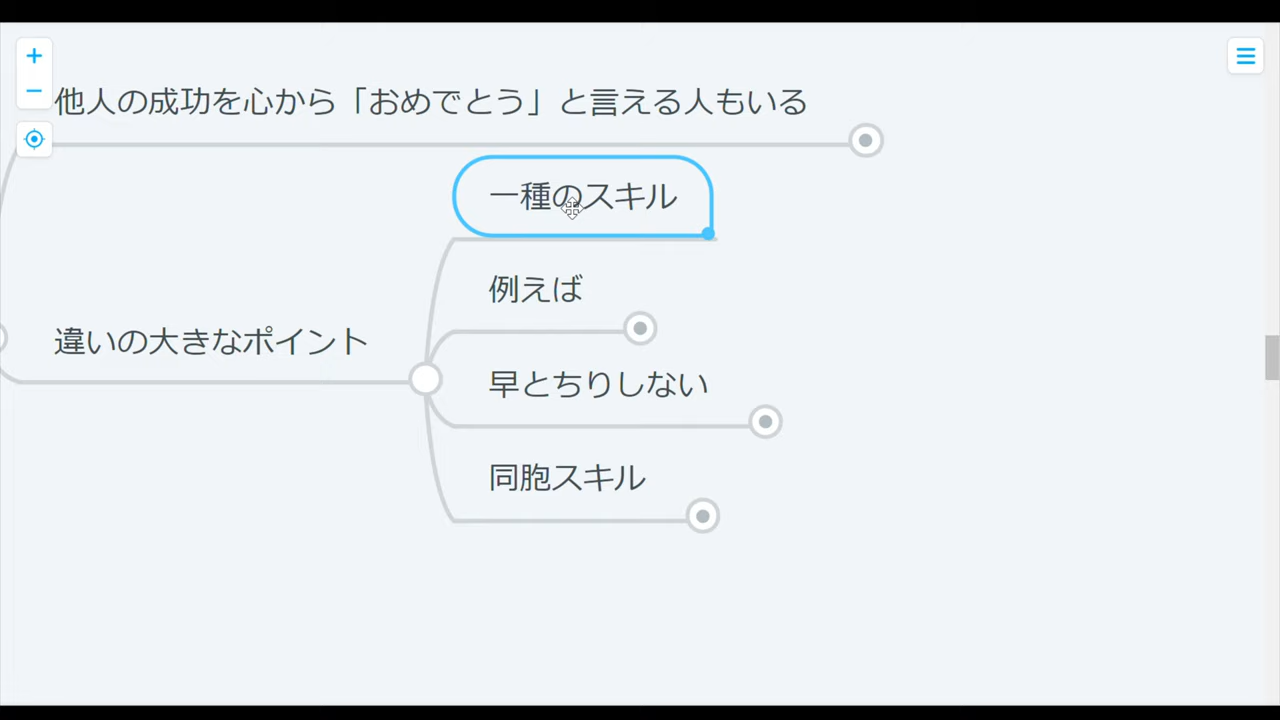 他人の成功を心から「おめでとう」と言える人もいる
一種のスキル
例えば
違いの大きなポイント
早とちりしない
同胞スキル